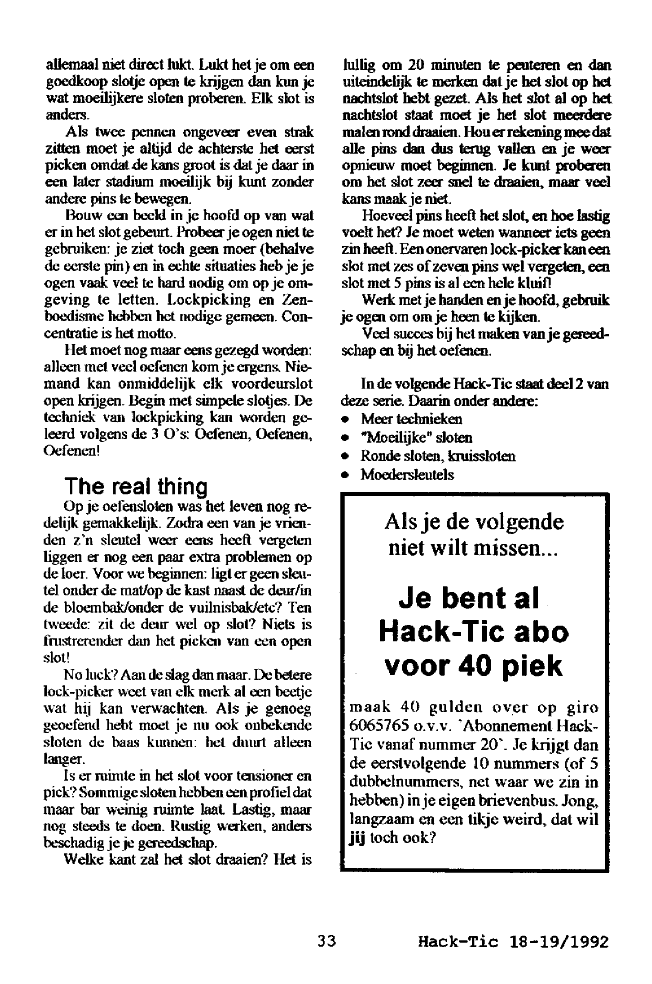 allemaal niet direct lukt. Lukt het je om een
goedkoop slotje open te krijgen dan kun je
wat moeilijkere sloten proberen. Elk slot is
anders.
Als twee pennen ongeveer even strak
zitten moet je altijd de achterste het eerst
picken omdat de kans groot is dat je daar in
een later stadium moeilijk bij kunt zonder
andere pins te bewegen.
Bouw een beeld in je hoofd op van wat
er in het slot gebeurt. Probeer je ogen niet te
gebruiken: je ziet toch geen moer (behalve
de eerste pin) en in echte situaties heb je je
ogen vaak veel te hard nodig om op je om-
geving te letten. Lockpicking en Zen-
boedisme hebben het nodige gemeen. Con-
centratie is het motto.
Het moet nog maar eens gezegd worden:
alleen met veel oefenen kom je ergens. Nie-
mand kan onmiddelijk elk voordeurslot
open krijgen. Begin met simpele slotjes. De
techniek van lockpicking kan worden ge-
leerd volgens de 3 O's: Oefenen, Oefenen,
Oefenen!
The real thing
Op je oefensloten was het leven nog re-
delijk gemakkelijk. Zodra een van je vrien-
den z'n sleutel weer eens heeft vergeten
liggen er nog een paar extra problemen op
de loer. Voor we beginnen: ligt er geen sleu-
tel onder de mat/op de kast naast de deur/in
de bloembak/onder de vuilnisbak/etc? Ten
tweede: zit de deur wel op slot? Niets is
frustrerender dan het picken van een open
slot!
No luck? Aan de slag dan maar. De betere
lock-picker weet van elk merk al een beetje
wat hij kan verwachten. Als je genoeg
geoefend hebt moet je nu ook onbekende
sloten de baas kunnen: het duurt alleen
langer.
Is er ruimte in het slot voor tensioner en
pick? Sommige sloten hebben een profiel dat
maar bar weinig ruimte laat. Lastig, maar
nog steeds te doen. Rustig werken, anders
beschadig je je gereedschap.
Welke kant zal het slot draaien? Het is
lullig om 20 minuten te peuteren en dan
uiteindelijk te merken dat je het slot op het
nachtslot hebt gezet. Als het slot al op het
nachtslot staat moet je het slot meerdere
malen rond draaien. Hou er rekening mee dat
alle pins dan dus terug vallen en je weer
opnieuw moet beginnen. Je kunt proberen
om het slot zeer snel te draaien, maar veel
kans maak je niet.
Hoeveel pins heeft het slot, en hoe lastig
voelt het? Je moet weten wanneer iets geen
zin heeft. Een onervaren lock-picker kan een
slot met zes of zeven pins wel vergeten, een
slot met 5 pins is al een hele kluif!
Werk met je handen en je hoofd, gebruik
je ogen om om je heen te kijken.
Veel succes bij het maken van je gereed-
schap en bij het oefenen.
In de volgende Hack-Tic staat deel 2 van
deze serie. Daarin onder andere:
• Meer technieken
• "Moeilijke" sloten
• Ronde sloten, kruissloten
• Moedersleutels
Als je de volgende
niet wilt missen...
Je bent al
Hack-Tic abo
voor 40 piek
maak 40 gulden over op giro
6065765 o.v.v. `Abonnement Hack-
Tic vanaf nummer 20`. Je krijgt dan
de eerstvolgende 10 nummers (of 5
dubbelnummers, net waar we zin in
hebben) in je eigen brievenbus. Jong,
langzaam en een tikje weird, dat wil
jij toch ook?
33 Hack-Tic 18-19/1992